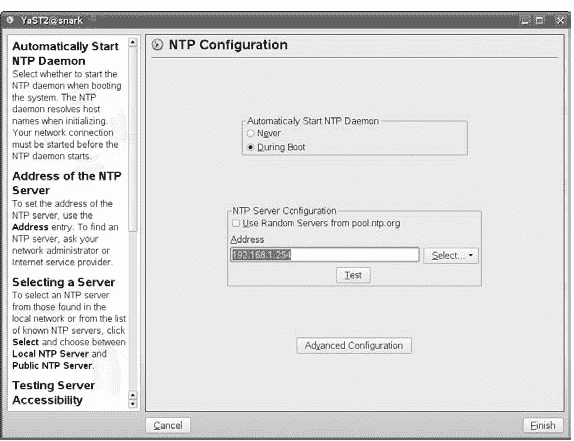 YaST2@snark
Automatically Start
NTP Daemon
Select whether to start the
NTP daemon when booting
the system. The NTP
daemon resolves host
names when initializing.
Your network connection
must be started before the
NTP daemon starts.
Address of the NTP
Server
To set the address of the
NTP server, use the
Address entry. To find an
NTP server, ask your
network administrator or
Internet service provider.
Selecting a Server
To select an NTP server
from those found in the
local network or from the list
of known NTP servers, click
Select and choose between
Local NTP Server and
Public NTP Server.
Testing Server
Accessibility
NTP Configuration
Automaticaly Start NTP Daemon
Never
During Boot
NTP Server Configuration
Use Random Servers from pool.ntp.org
Address
192.168.1.254
Select...
Test
Advanced Configuration
Cancel
Finish